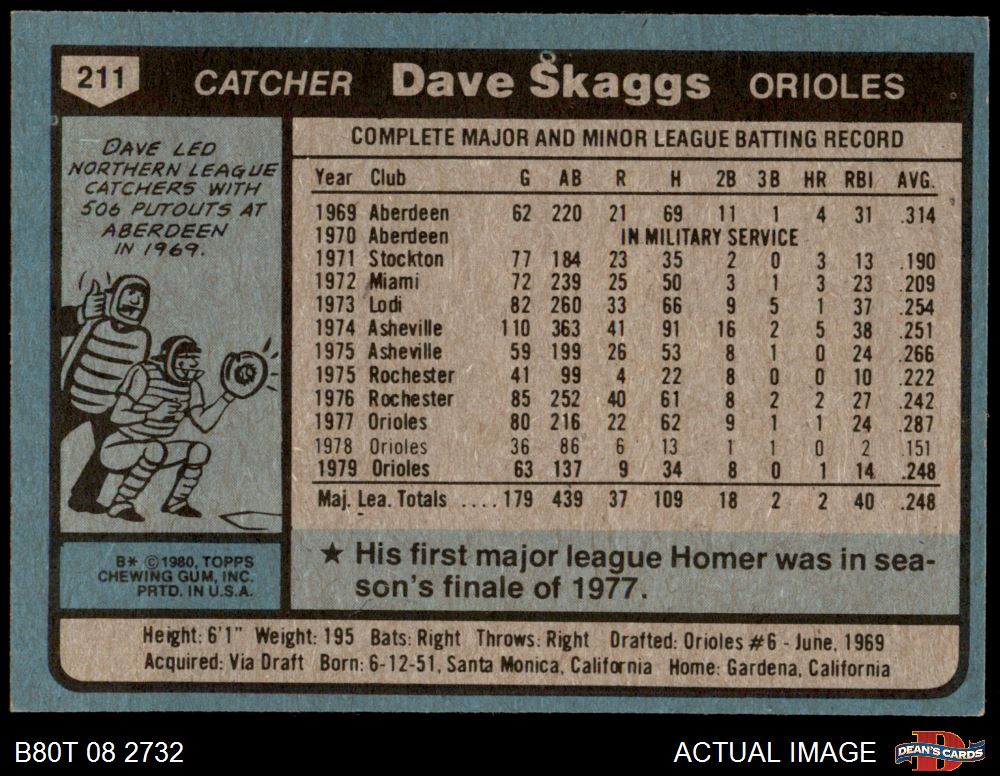 211 CATCHER Dave Skaggs ORIOLES
DAVE LED
NORTHERN LEAGUE
CATCHERS WITH
506 PUTOUTS AT
ABERDEEN
IN 1969.
COMPLETE MAJOR AND MINOR LEAGUE BATTING RECORD
Year Club G AB R H 2B 3B HR RBI AVG.
1969 Aberdeen 62 220 21 69 11 1 4 31 .314
1970 Aberdeen IN MILITARY SERVICE
1971 Stockton 77 184 23 35 2 0 3 13 .190
1972 Miami 72 239 25 50 3 1 3 23 .209
1973 Lodi 82 260 33 66 9 5 1 37 .254
1974 Asheville 110 363 41 91 16 2 5 38 .251
1975 Asheville 59 199 26 53 8 1 0 24 .266
1975 Rochester 41 99 4 22 8 0 0 10 .222
1976 Rochester 85 252 40 61 8 2 2 27 .242
1977 Orioles 80 216 22 62 9 1 1 24 .287
1978 Orioles 36 86 6 13 1 1 0 2 .151
1979 Orioles 63 137 9 34 8 0 1 14 .248
Maj. Lea. Totals ....179 439 37 109 18 2 2 40 .248
★ His first major league Homer was in sea-
son's finale of 1977.
B* ©1980, TOPPS
CHEWING GUM, INC.
PRTD. IN U.S.A.
Height: 6'1" Weight: 195 Bats: Right Throws: Right Drafted: Orioles #6 - June, 1969
Acquired: Via Draft Born: 6-12-51, Santa Monica, California Home: Gardena, California
B80T 08 2732
ACTUAL IMAGE
DEAN'S CARDS